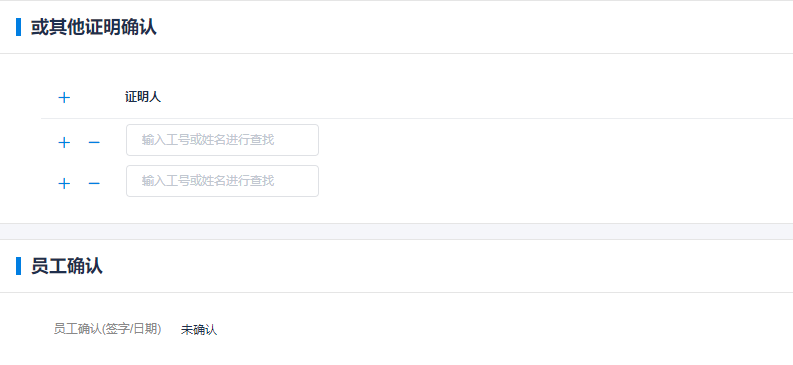 或其他证明确认
证明人
输入工号或姓名进行查找
输入工号或姓名进行查找
员工确认
员工确认(签字/日期) 未确认